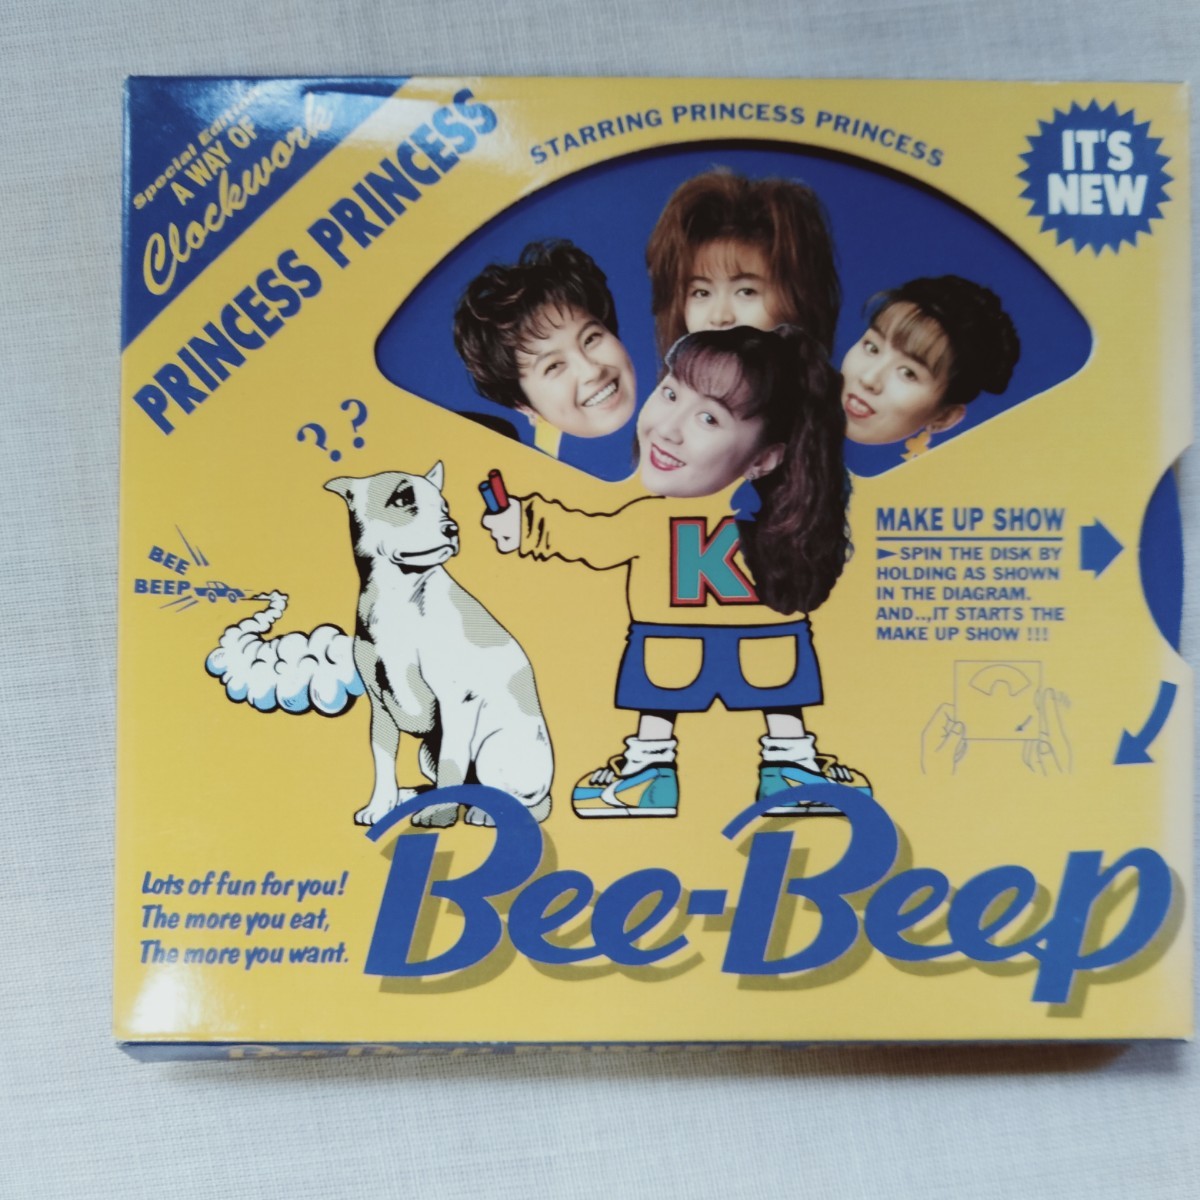 Special Edition
A WAY OF
Clockwork
PRINCESS PRINCESS
STARRING PRINCESS PRINCESS
IT'S
NEW
??
BEE
BEEP
K
MAKE UP SHOW
►SPIN THE DISK BY
HOLDING AS SHOWN
IN THE DIAGRAM.
AND..,IT STARTS THE
MAKE UP SHOW !!!
Lots of fun for you!
The more you eat,
The more you want.
Bee-Beep
Bee-Beep